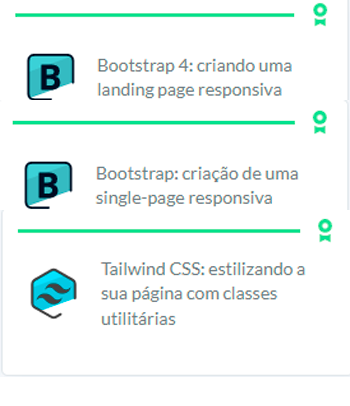 B
Bootstrap 4: criando uma
landing page responsiva
B
Bootstrap: criação de uma
single-page responsiva
Tailwind CSS: estilizando a
sua página com classes
utilitárias